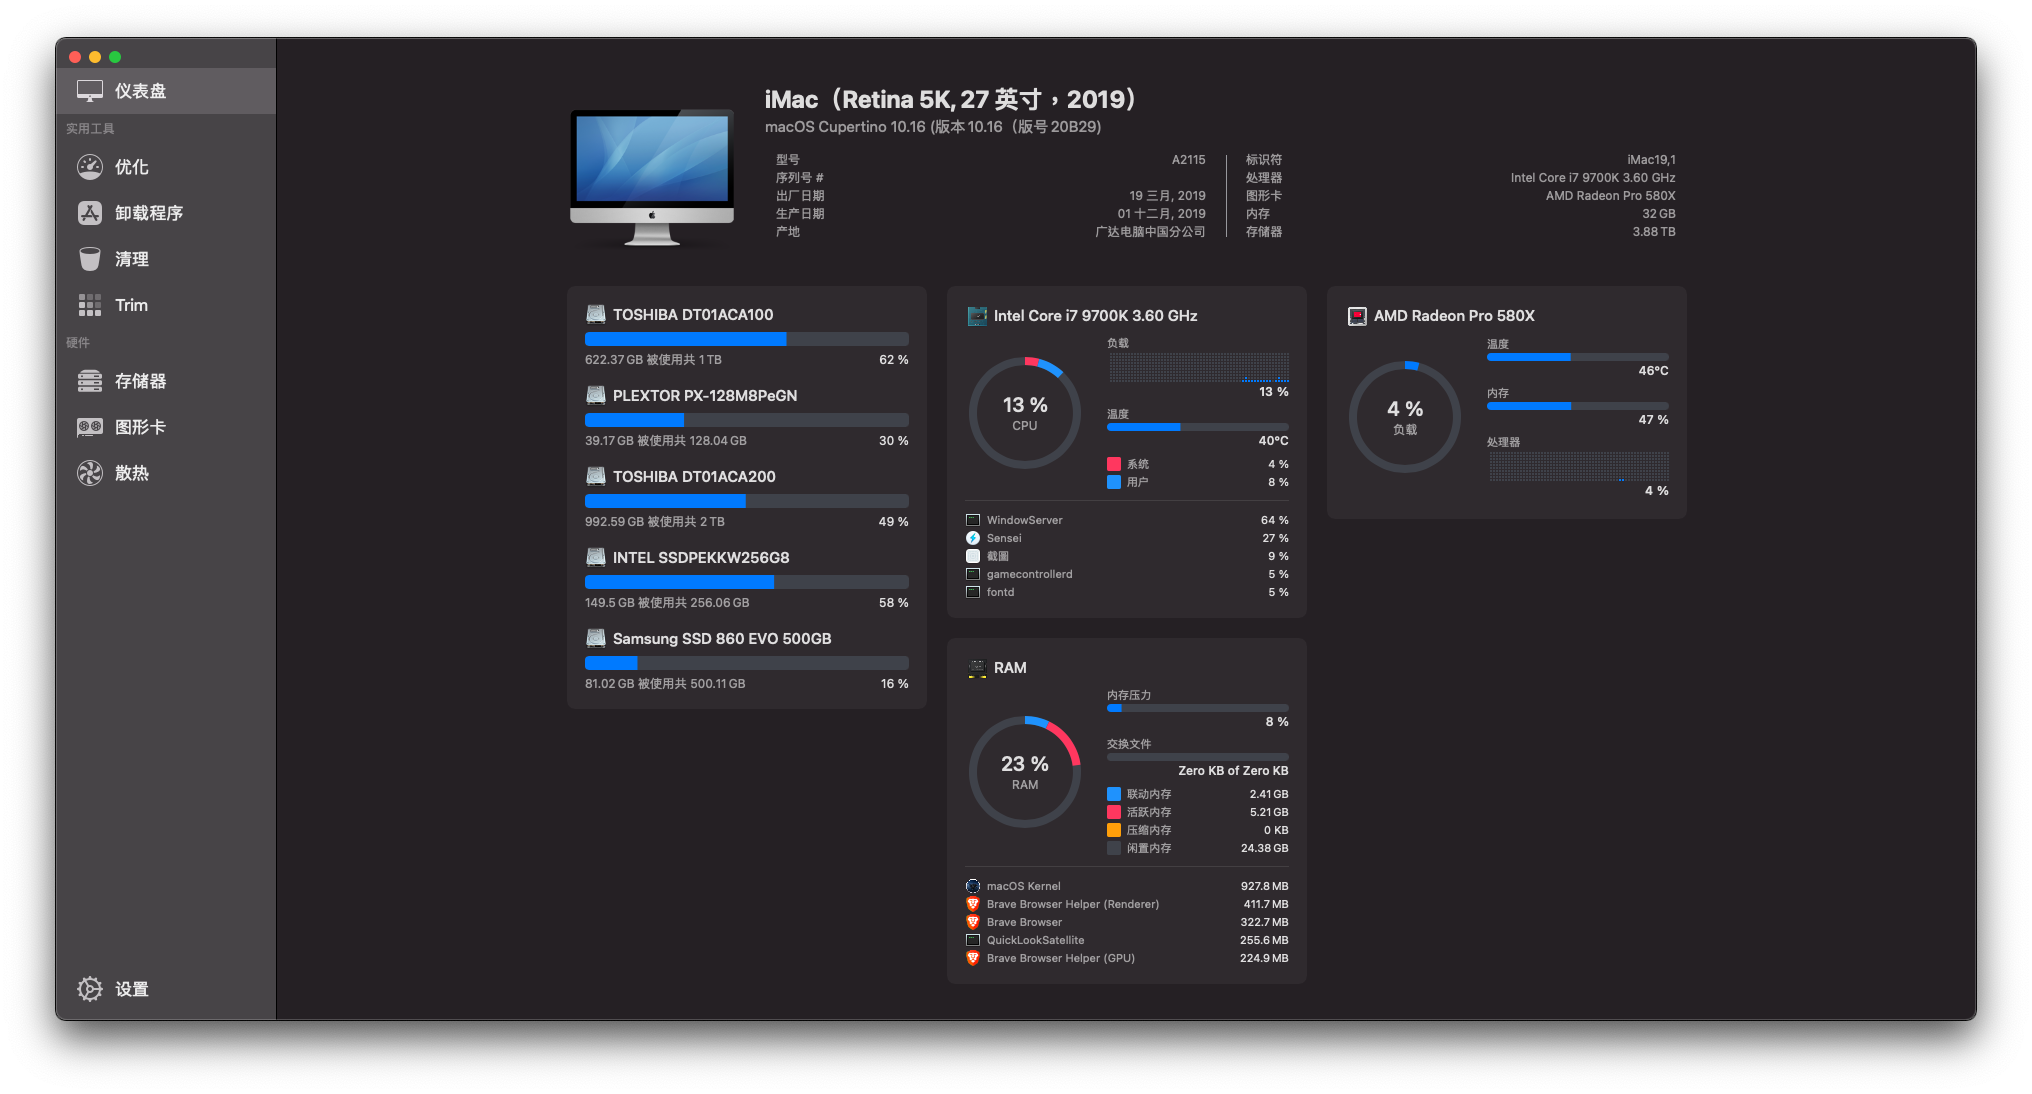 仪表盘
实用工具
优化
卸载程序
清理
Trim
硬件
存储器
图形卡
散热
设置
iMac（Retina 5K, 27 英寸，2019）
macOS Cupertino 10.16 (版本 10.16（版号 20B29)
型号 A2115
序列号 #
出厂日期 19 三月, 2019
生产日期 01 十二月, 2019
产地 广达电脑中国分公司
标识符 iMac19,1
处理器 Intel Core i7 9700K 3.60 GHz
图形卡 AMD Radeon Pro 580X
内存 32 GB
存储器 3.88 TB
TOSHIBA DT01ACA100
622.37 GB 被使用共 1 TB 62 %
PLEXTOR PX-128M8PeGN
39.17 GB 被使用共 128.04 GB 30 %
TOSHIBA DT01ACA200
992.59 GB 被使用共 2 TB 49 %
INTEL SSDPEKKW256G8
149.5 GB 被使用共 256.06 GB 58 %
Samsung SSD 860 EVO 500GB
81.02 GB 被使用共 500.11 GB 16 %
Intel Core i7 9700K 3.60 GHz
13 %
CPU
负载
13 %
温度
40°C
系统 4 %
用户 8 %
WindowServer 64 %
Sensei 27 %
截圖 9 %
gamecontrollerd 5 %
fontd 5 %
RAM
23 %
RAM
内存压力
8 %
交换文件
Zero KB of Zero KB
联动内存 2.41 GB
活跃内存 5.21 GB
压缩内存 0 KB
闲置内存 24.38 GB
macOS Kernel 927.8 MB
Brave Browser Helper (Renderer) 411.7 MB
Brave Browser 322.7 MB
QuickLookSatellite 255.6 MB
Brave Browser Helper (GPU) 224.9 MB
AMD Radeon Pro 580X
4 %
负载
温度
46°C
内存
47 %
处理器
4 %